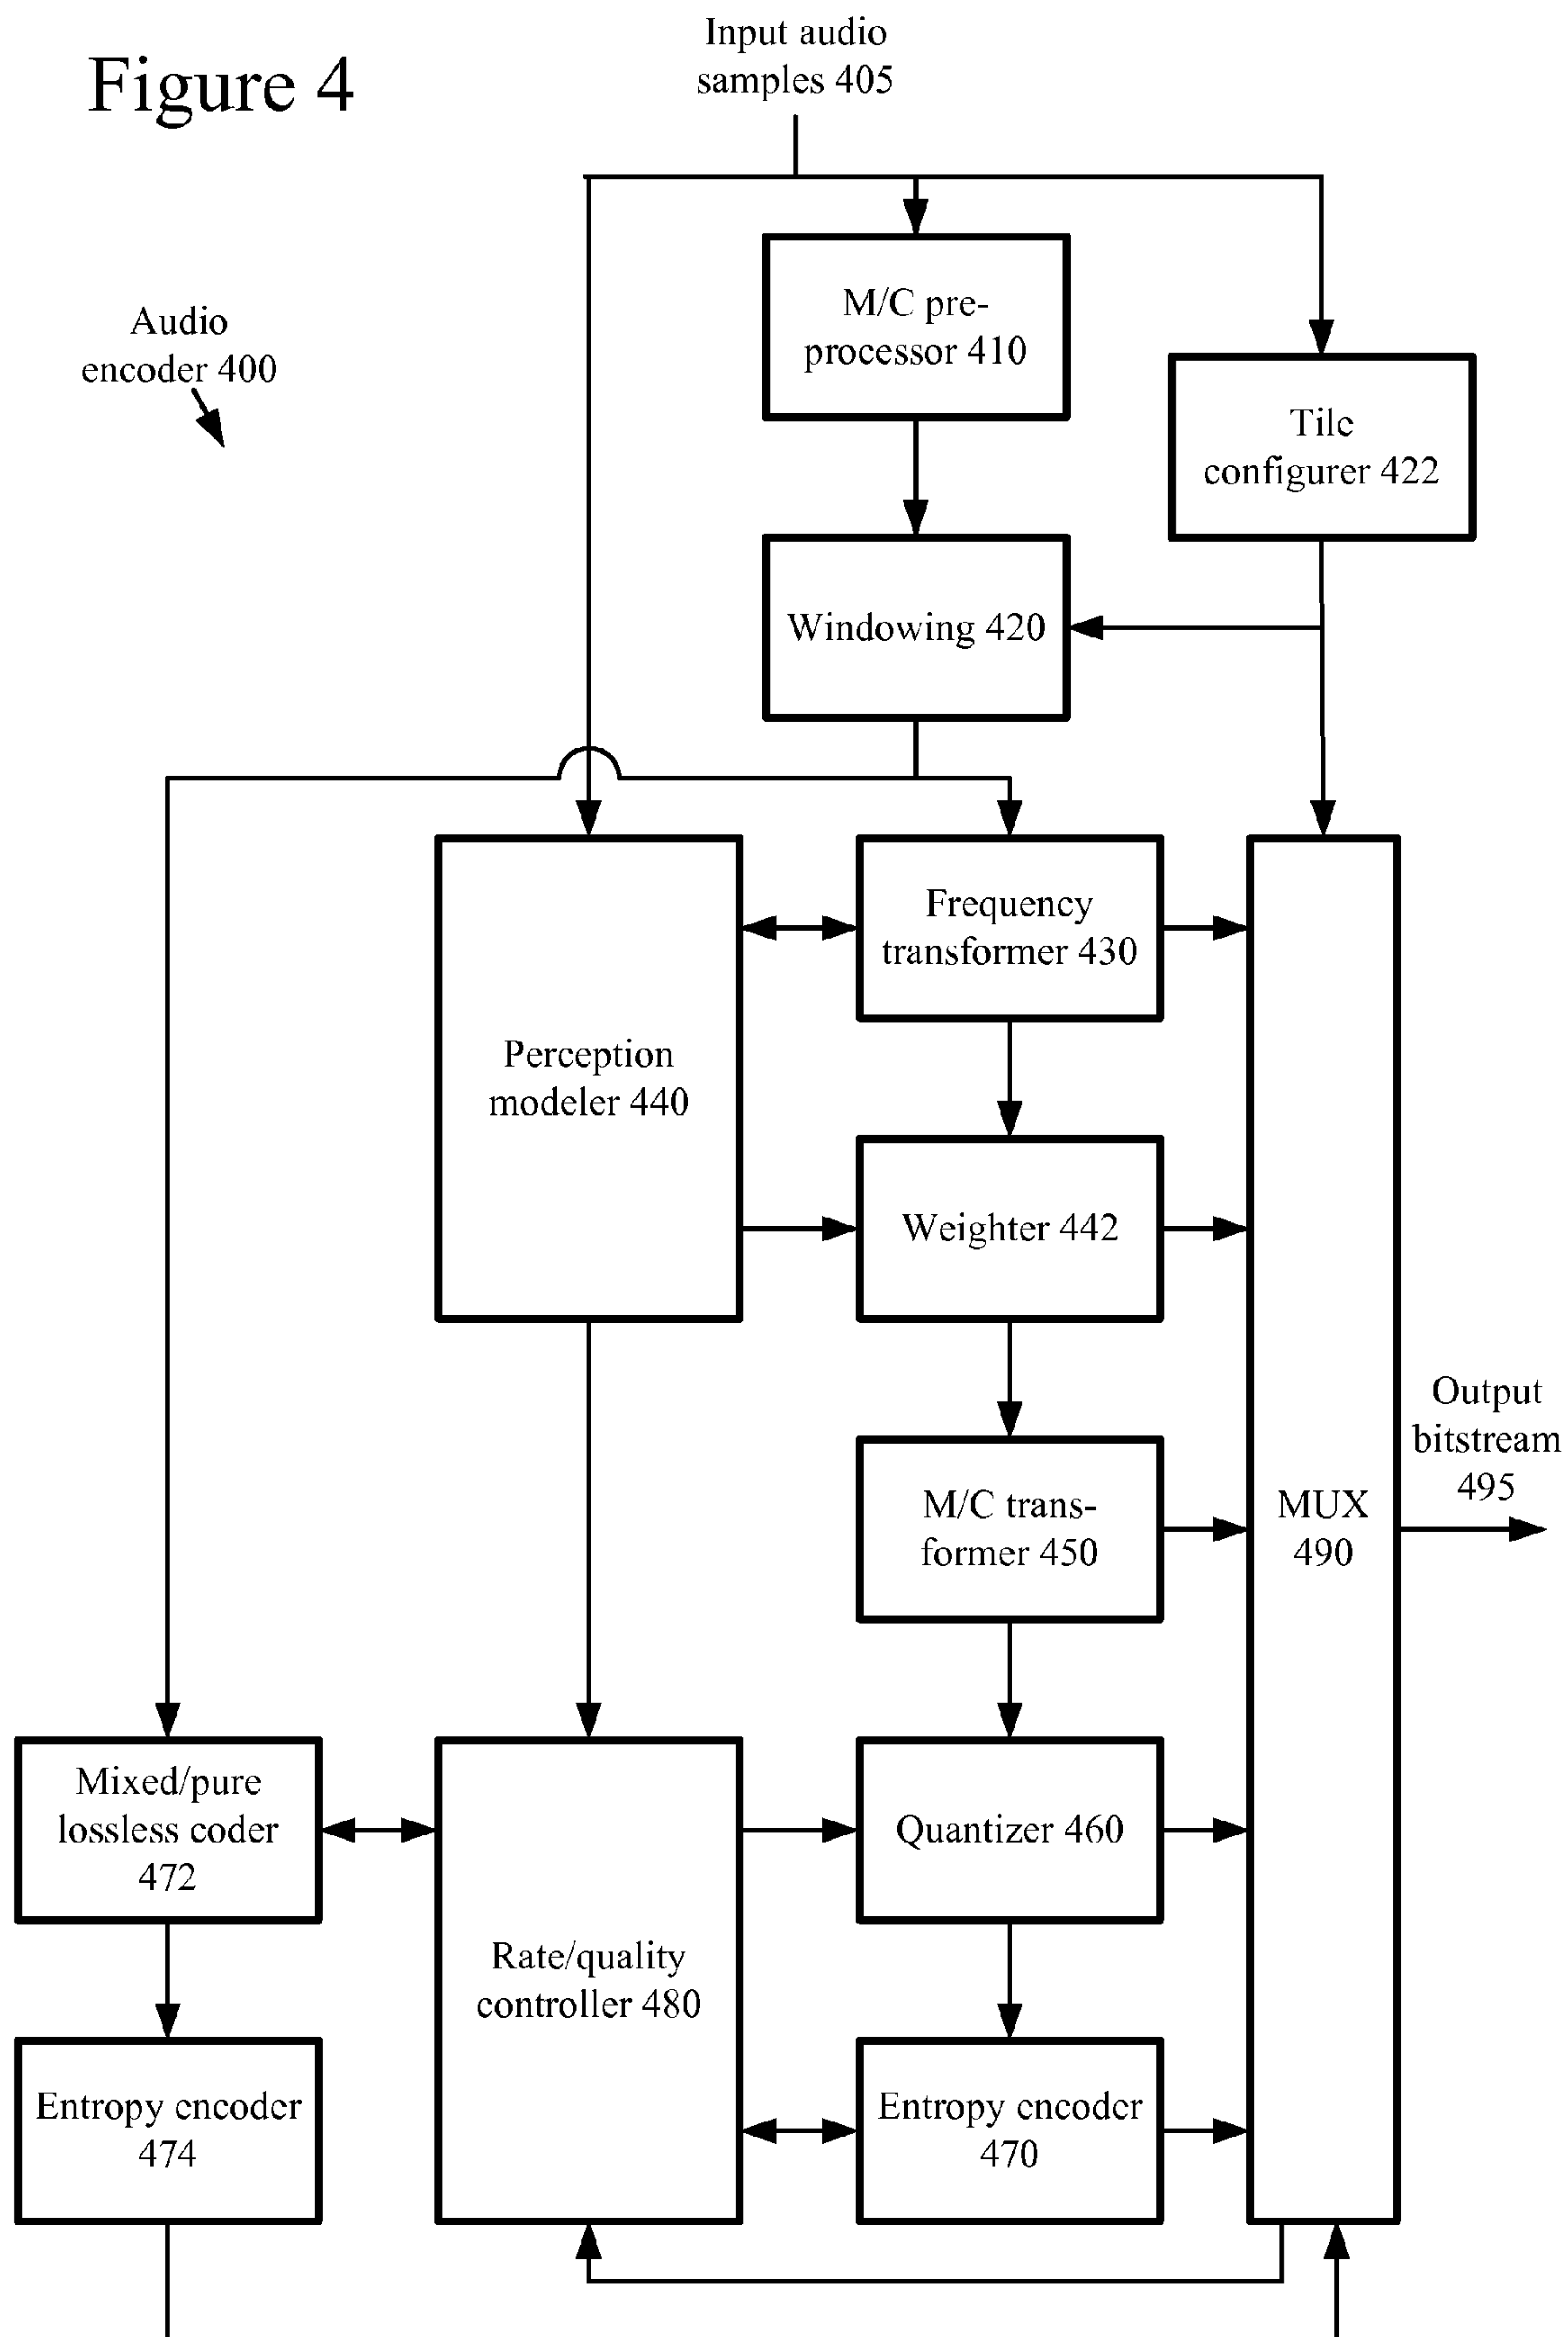 Figure 4
Input audio
samples 405
Audio
encoder 400
M/C pre-
processor 410
Tile
configurer 422
Windowing 420
Frequency
transformer 430
Perception
modeler 440
Weighter 442
Output
bitstream
495
M/C trans-
former 450
MUX
490
Mixed/pure
lossless coder
472
Quantizer 460
Rate/quality
controller 480
Entropy encoder
474
Entropy encoder
470